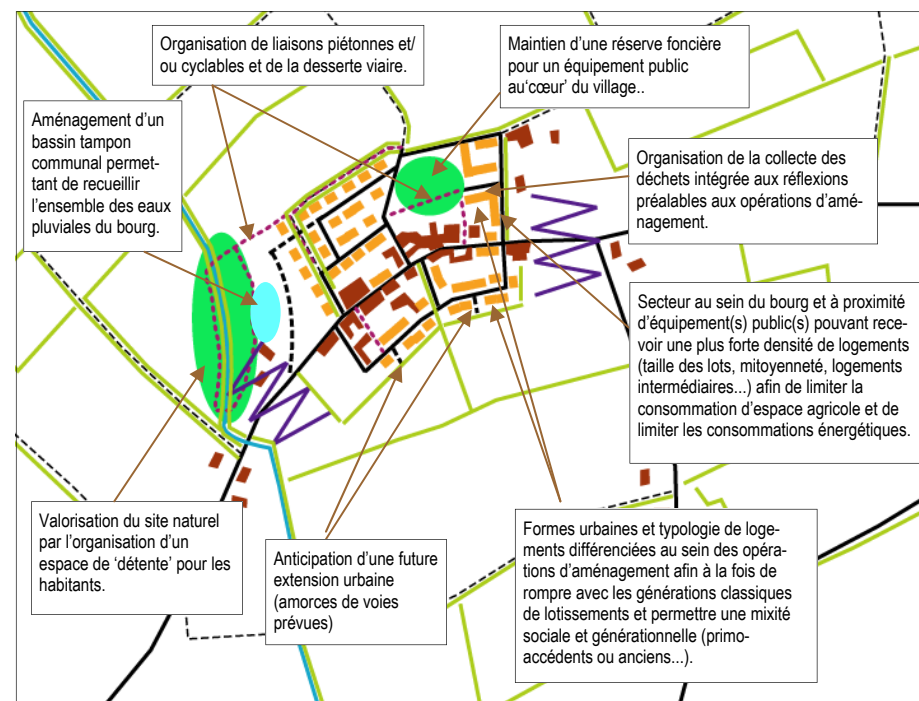 Organisation de liaisons piétonnes et/
ou cyclables et de la desserte viaire.
Maintien d'une réserve foncière
pour un équipement public
au'cœur' du village..
Aménagement d'un
bassin tampon
communal permet-
tant de recueillir
l'ensemble des eaux
pluviales du bourg.
Organisation de la collecte des
déchets intégrée aux réflexions
préalables aux opérations d'amé-
nagement.
Secteur au sein du bourg et à proximité
d'équipement(s) public(s) pouvant rece-
voir une plus forte densité de logements
(taille des lots, mitoyenneté, logements
intermédiaires...) afin de limiter la
consommation d'espace agricole et de
limiter les consommations énergétiques.
Valorisation du site naturel
par l'organisation d'un
espace de 'détente' pour les
habitants.
Anticipation d'une future
extension urbaine
(amorces de voies
prévues)
Formes urbaines et typologie de loge-
ments différenciées au sein des opéra-
tions d'aménagement afin à la fois de
rompre avec les générations classiques
de lotissements et permettre une mixité
sociale et générationnelle (primo-
accédents ou anciens...).